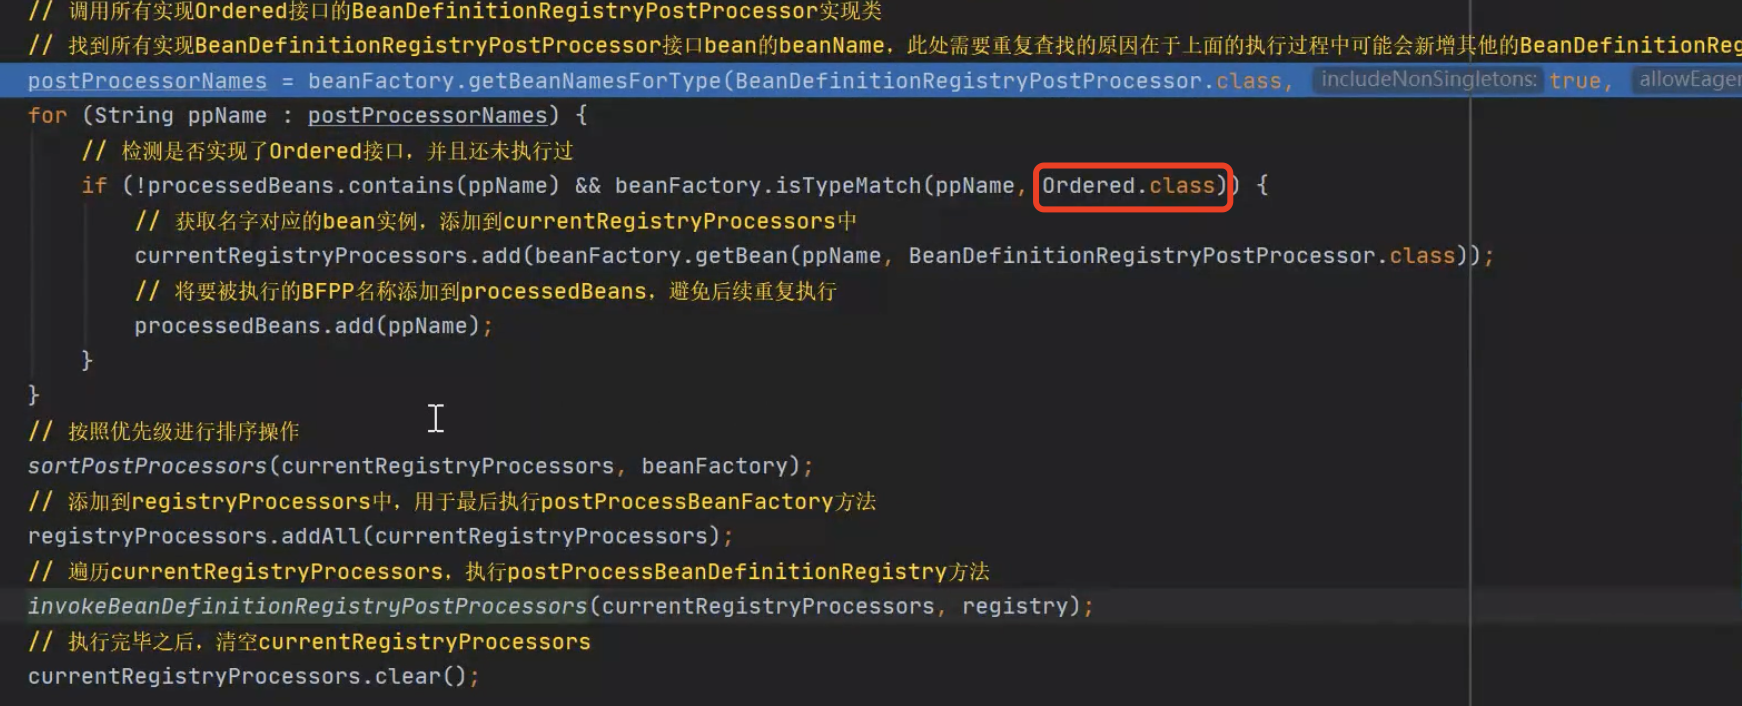 // 调用所有实现Ordered接口的BeanDefinitionRegistryPostProcessor实现类
// 找到所有实现BeanDefinitionRegistryPostProcessor接口bean的beanName，此处需要重复查找的原因在于上面的执行过程中可能会新增其他的BeanDefinitionReg
postProcessorNames = beanFactory.getBeanNamesForType(BeanDefinitionRegistryPostProcessor.class, includeNonSingletons: true, allowEager
for (String ppName : postProcessorNames) {
// 检测是否实现了Ordered接口，并且还未执行过
if (!processedBeans.contains(ppName) && beanFactory.isTypeMatch(ppName, Ordered.class)) {
// 获取名字对应的bean实例，添加到currentRegistryProcessors中
currentRegistryProcessors.add(beanFactory.getBean(ppName, BeanDefinitionRegistryPostProcessor.class));
// 将要被执行的BFPP名称添加到processedBeans，避免后续重复执行
processedBeans.add(ppName);
}
}
// 按照优先级进行排序操作
sortPostProcessors(currentRegistryProcessors, beanFactory);
// 添加到registryProcessors中，用于最后执行postProcessBeanFactory方法
registryProcessors.addAll(currentRegistryProcessors);
// 遍历currentRegistryProcessors，执行postProcessBeanDefinitionRegistry方法
invokeBeanDefinitionRegistryPostProcessors(currentRegistryProcessors, registry);
// 执行完毕之后，清空currentRegistryProcessors
currentRegistryProcessors.clear();